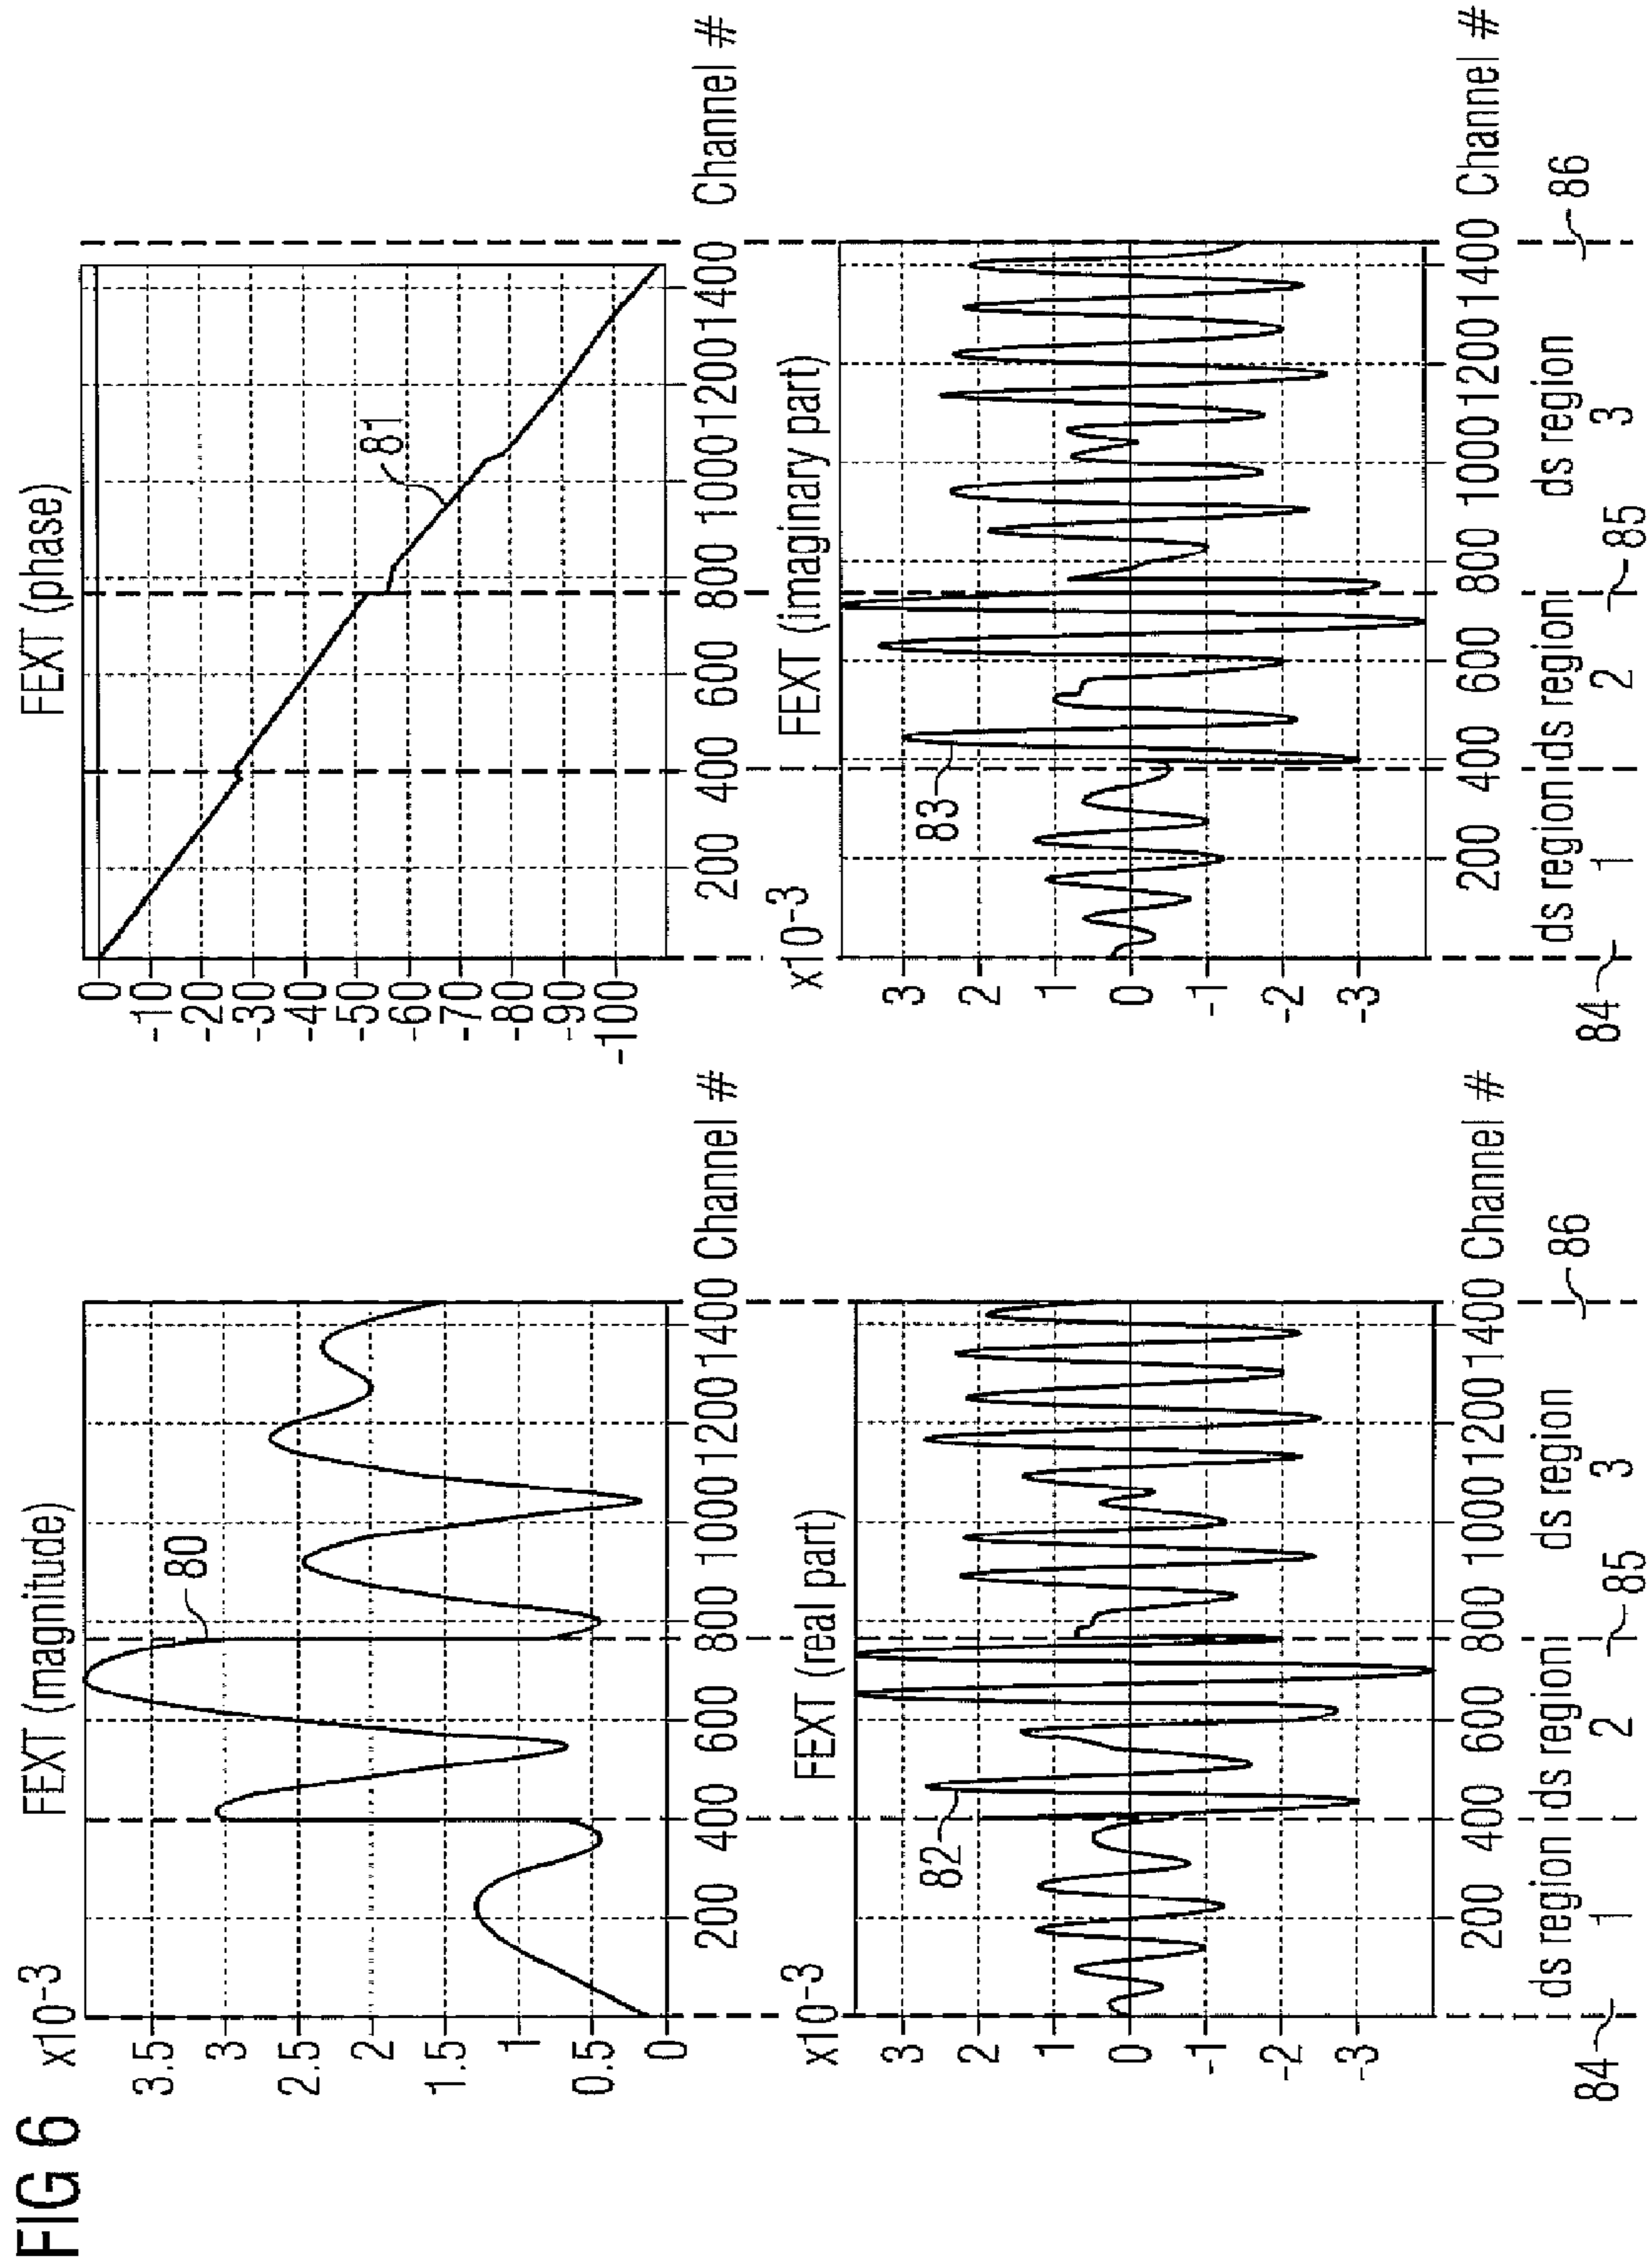 FIG 6
FEXT (magnitude)
x10-3
3.5
3
2.5
2
1.5
1
0.5
0
80
200 400 600 800 1000 1200 1400 Channel #
FEXT (phase)
0
-10
-20
-30
-40
-50
-60
-70
-80
-90
-100
81
200 400 600 800 1000 1200 1400 Channel #
FEXT (real part)
x10-3
3
2
1
0
-1
-2
-3
82
200 400 600 800 1000 1200 1400 Channel #
ds region ds region ds region
1 2 3
84 85 86
FEXT (imaginary part)
x10-3
3
2
1
0
-1
-2
-3
83
200 400 600 800 1000 1200 1400 Channel #
ds region ds region ds region
1 2 3
84 85 86